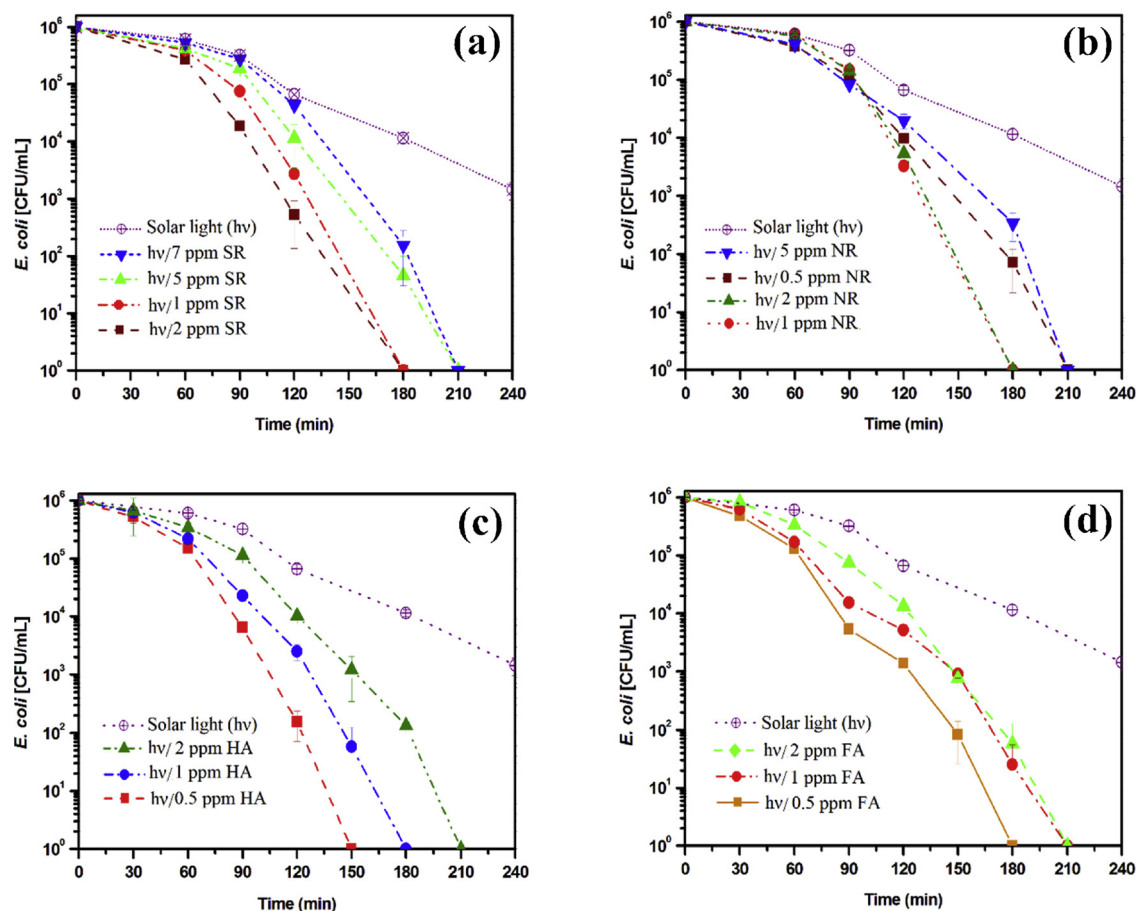 (a)
E. coli [CFU/mL]
10^6
10^5
10^4
10^3
10^2
10^1
10^0
Solar light (hν)
hν/7 ppm SR
hν/5 ppm SR
hν/1 ppm SR
hν/2 ppm SR
0 30 60 90 120 150 180 210 240
Time (min)
(b)
E. coli [CFU/mL]
10^6
10^5
10^4
10^3
10^2
10^1
10^0
Solar light (hν)
hν/ 5 ppm NR
hν/ 0.5 ppm NR
hν/ 2 ppm NR
hν/ 1 ppm NR
0 30 60 90 120 150 180 210 240
Time (min)
(c)
E. coli [CFU/mL]
10^6
10^5
10^4
10^3
10^2
10^1
10^0
Solar light (hν)
hν/ 2 ppm HA
hν/ 1 ppm HA
hν/0.5 ppm HA
0 30 60 90 120 150 180 210 240
Time (min)
(d)
E. coli [CFU/mL]
10^6
10^5
10^4
10^3
10^2
10^1
10^0
Solar light (hν)
hν/ 2 ppm FA
hν/ 1 ppm FA
hν/ 0.5 ppm FA
0 30 60 90 120 150 180 210 240
Time (min)